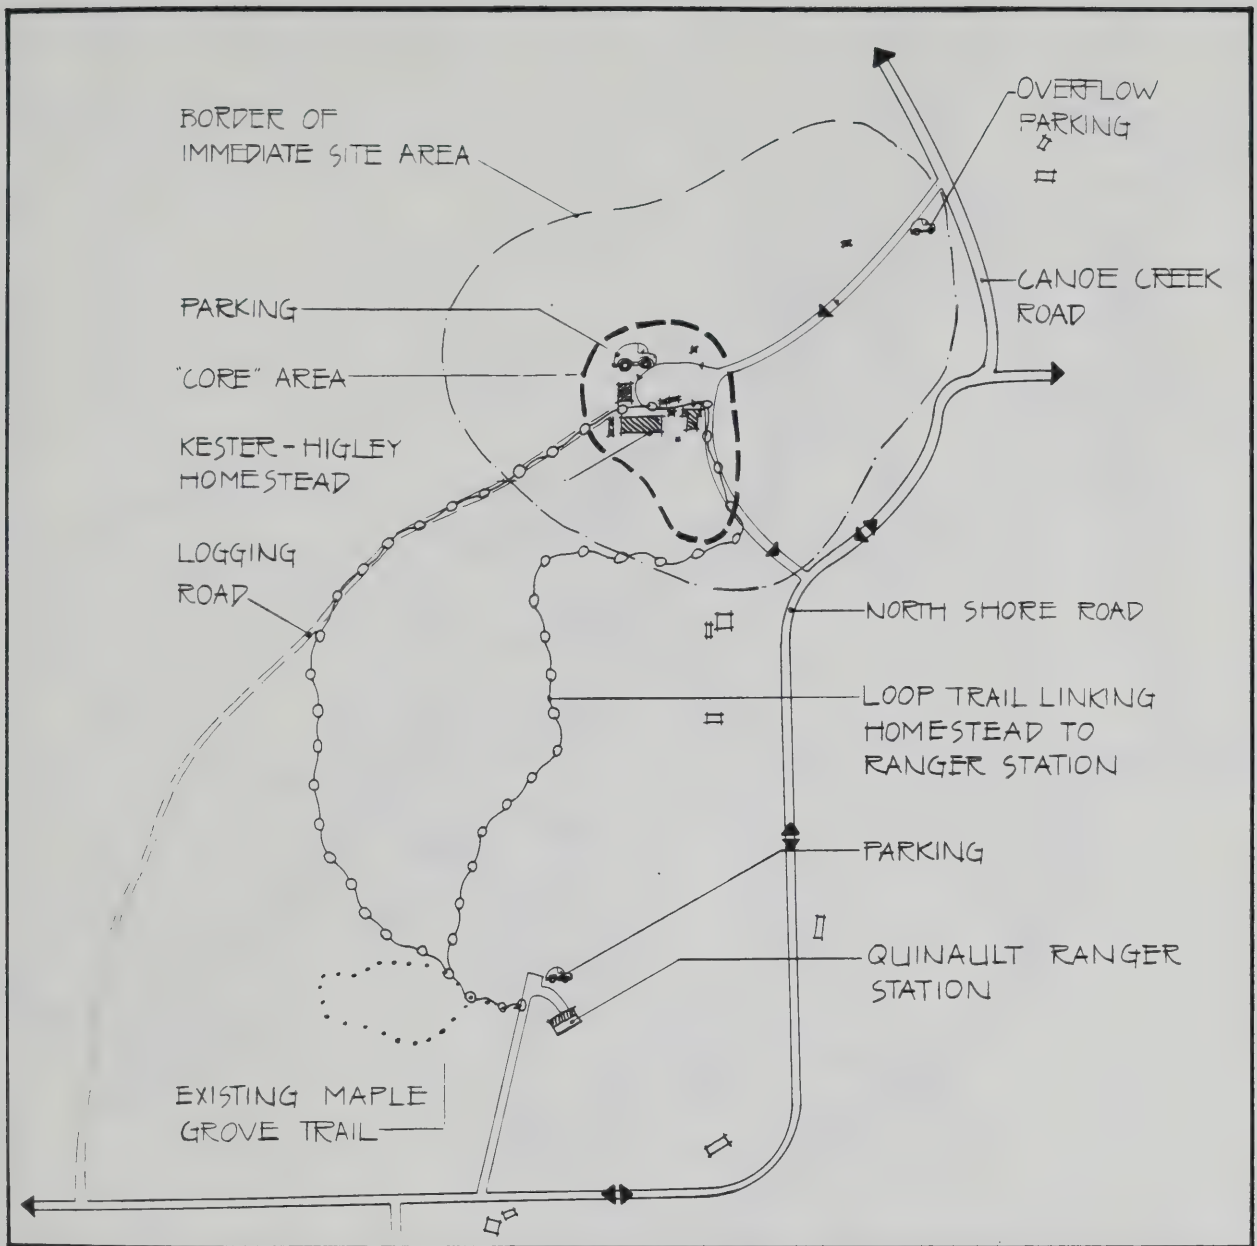 BORDER OF
IMMEDIATE SITE AREA
OVERFLOW
PARKING
PARKING
CANOE CREEK
ROAD
"CORE" AREA
KESTER-HIGLEY
HOMESTEAD
LOGGING
ROAD
NORTH SHORE ROAD
LOOP TRAIL LINKING
HOMESTEAD TO
RANGER STATION
PARKING
QUINAULT RANGER
STATION
EXISTING MAPLE
GROVE TRAIL